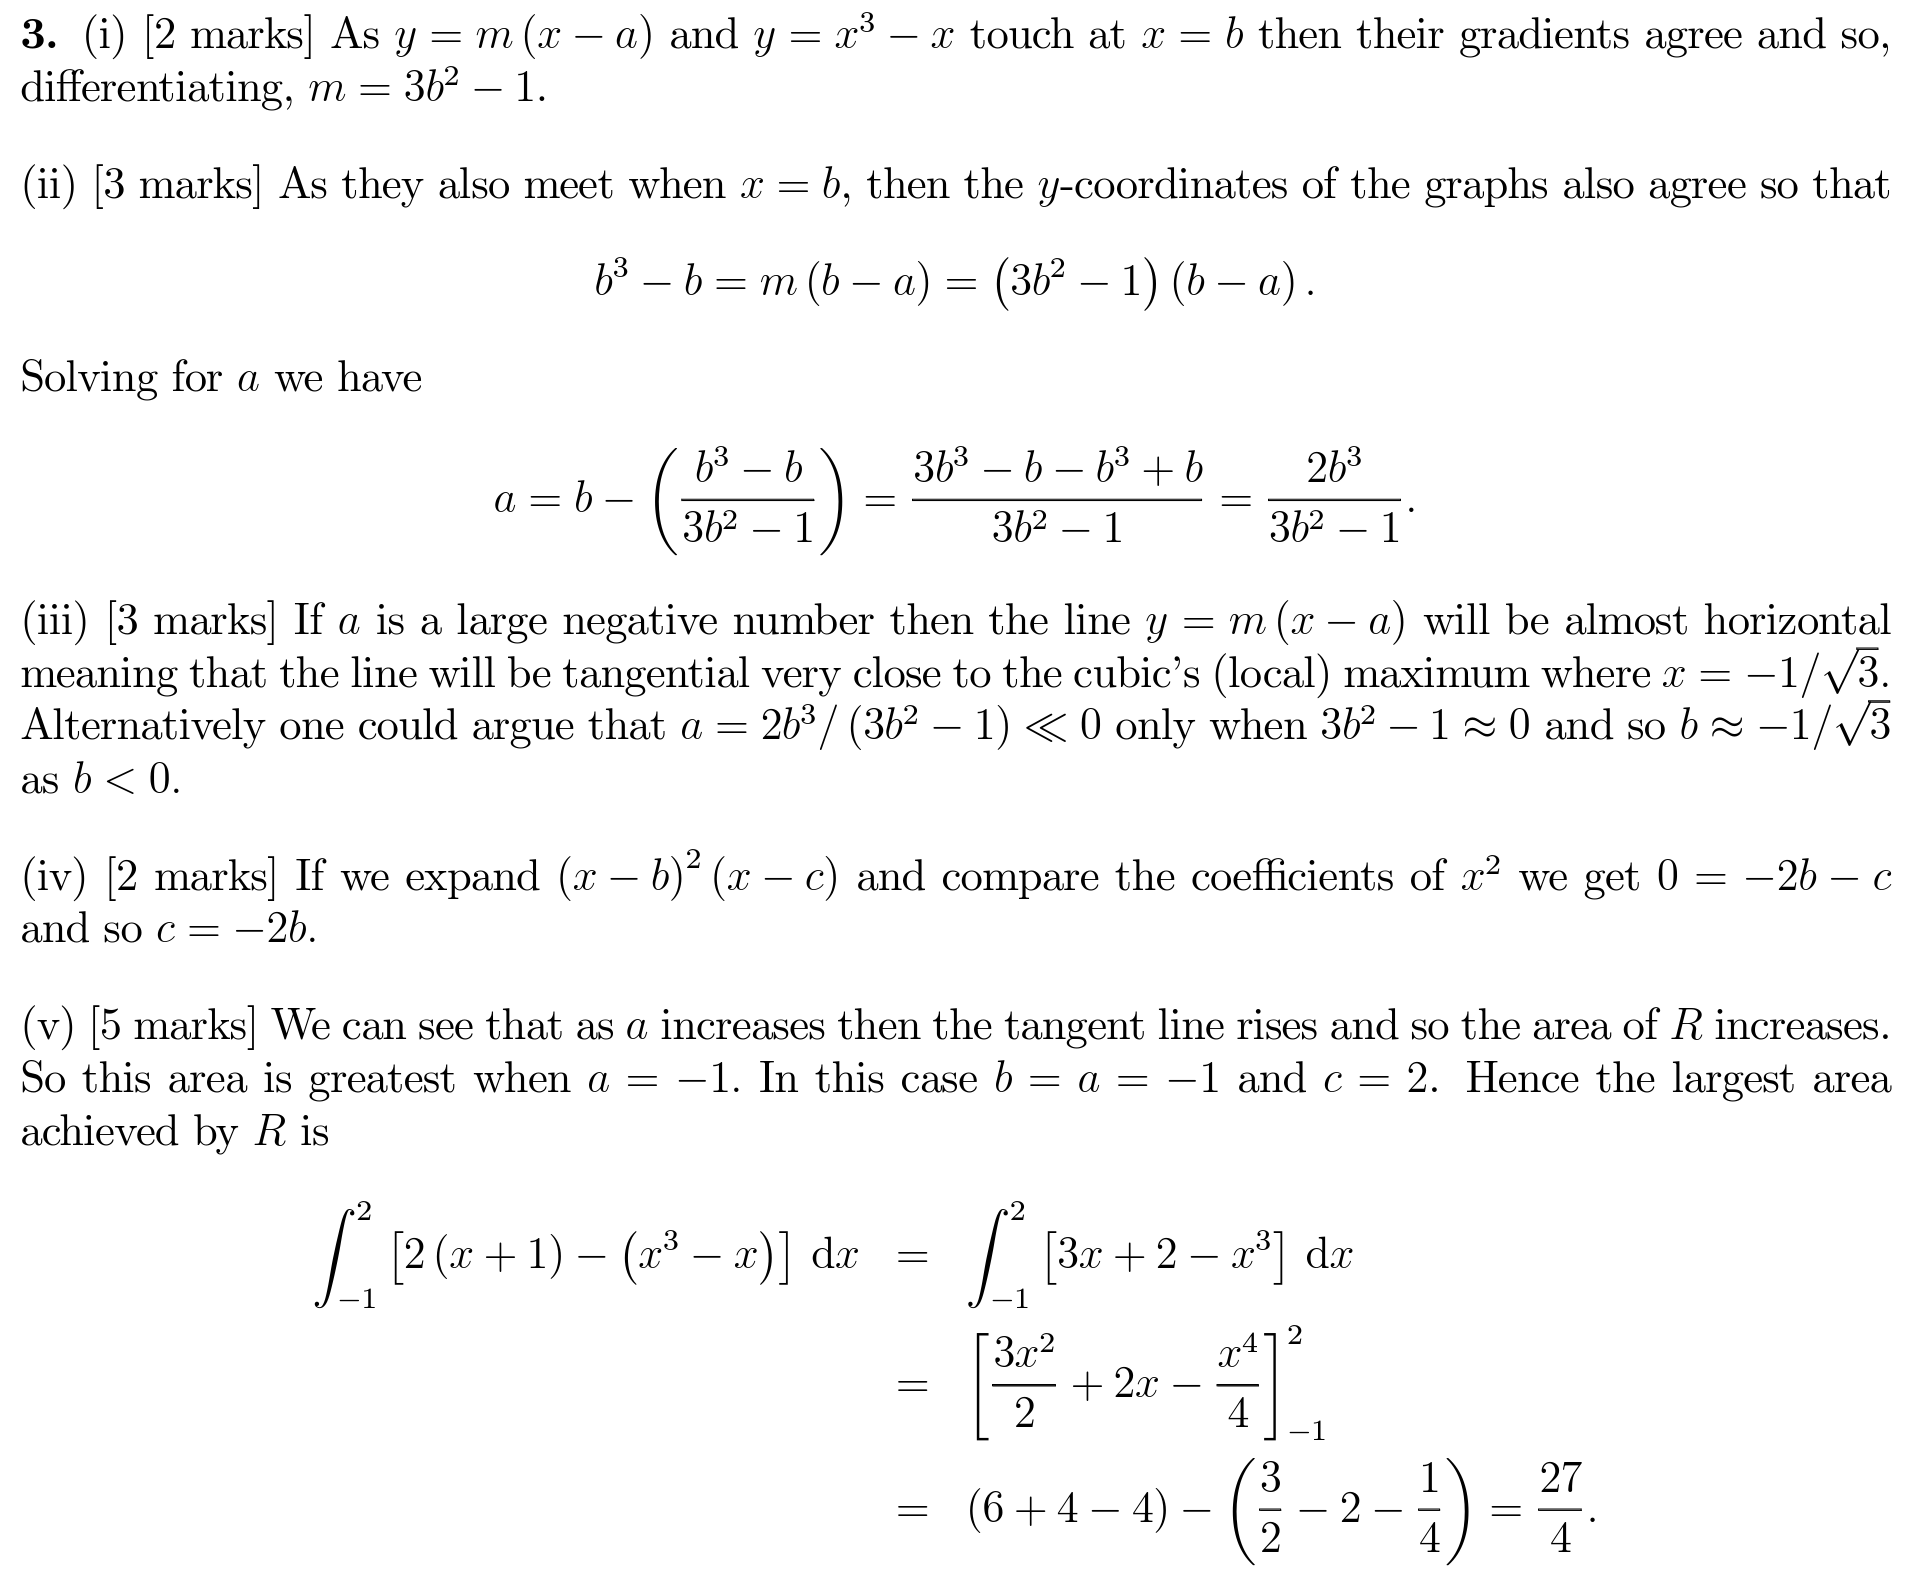 3. (i) [2 marks] As y = m (x − a) and y = x³ − x touch at x = b then their gradients agree and so,
differentiating, m = 3b² − 1.
(ii) [3 marks] As they also meet when x = b, then the y-coordinates of the graphs also agree so that
b³ − b = m (b − a) = (3b² − 1) (b − a) .
Solving for a we have
a = b − ( (b³ − b) / (3b² − 1) ) = (3b³ − b − b³ + b) / (3b² − 1) = 2b³ / (3b² − 1).
(iii) [3 marks] If a is a large negative number then the line y = m (x − a) will be almost horizontal
meaning that the line will be tangential very close to the cubic's (local) maximum where x = −1/√3.
Alternatively one could argue that a = 2b³/ (3b² − 1) ≪ 0 only when 3b² − 1 ≈ 0 and so b ≈ −1/√3
as b < 0.
(iv) [2 marks] If we expand (x − b)² (x − c) and compare the coefficients of x² we get 0 = −2b − c
and so c = −2b.
(v) [5 marks] We can see that as a increases then the tangent line rises and so the area of R increases.
So this area is greatest when a = −1. In this case b = a = −1 and c = 2. Hence the largest area
achieved by R is
∫₋₁² [2 (x + 1) − (x³ − x)] dx = ∫₋₁² [3x + 2 − x³] dx
= [ 3x²/2 + 2x − x⁴/4 ]₋₁²
= (6 + 4 − 4) − ( 3/2 − 2 − 1/4 ) = 27/4.